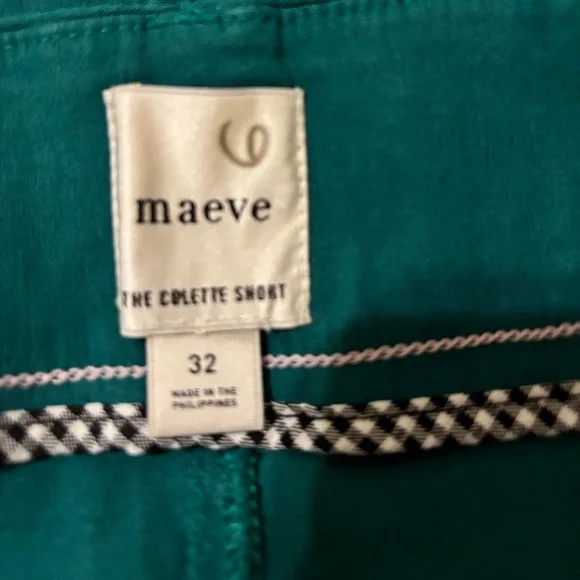 maeve
THE COLETTE SHORT
32
MADE IN THE
PHILIPPINES